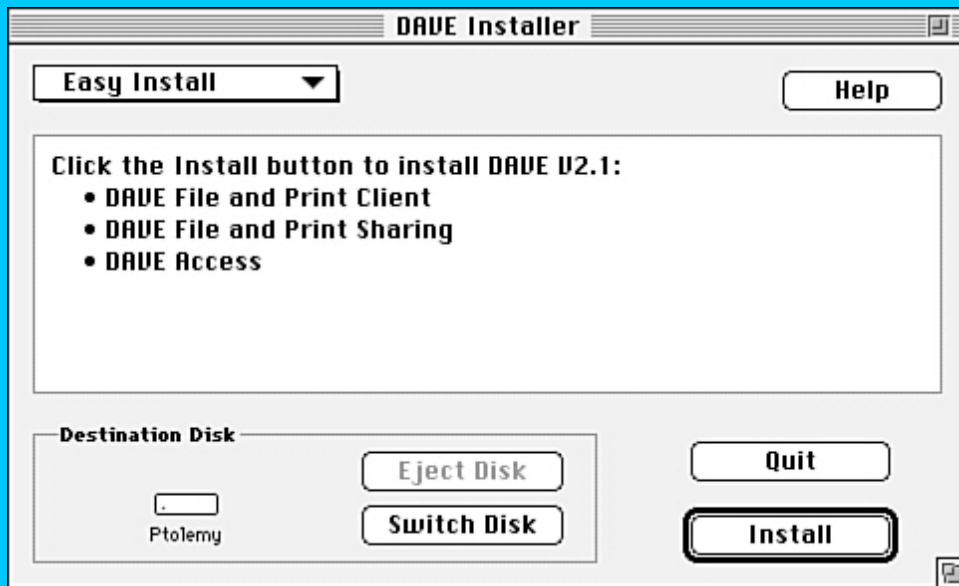 DAVE Installer
Easy Install
Help
Click the Install button to install DAVE V2.1:
• DAVE File and Print Client
• DAVE File and Print Sharing
• DAVE Access
Destination Disk
Eject Disk
Quit
Ptolemy
Switch Disk
Install